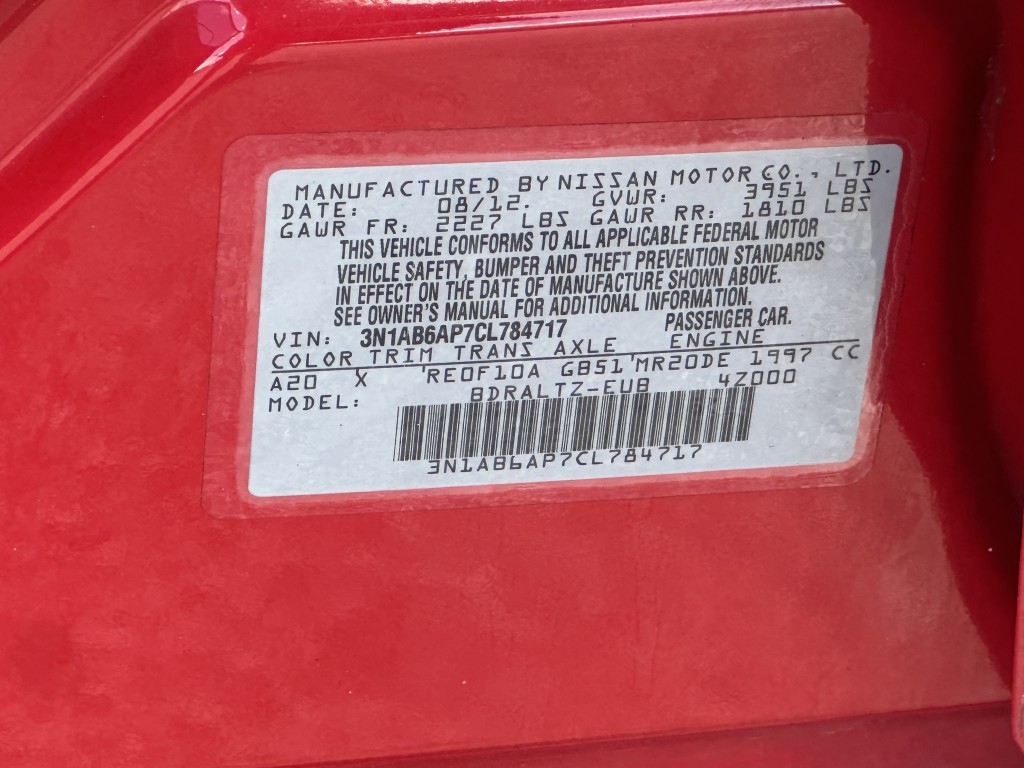 MANUFACTURED BY NISSAN MOTOR CO., LTD.
DATE: 08/12. GVWR: 3951 LBS
GAWR FR: 2227 LBS GAWR RR: 1810 LBS
THIS VEHICLE CONFORMS TO ALL APPLICABLE FEDERAL MOTOR
VEHICLE SAFETY, BUMPER AND THEFT PREVENTION STANDARDS
IN EFFECT ON THE DATE OF MANUFACTURE SHOWN ABOVE.
SEE OWNER'S MANUAL FOR ADDITIONAL INFORMATION.
VIN: 3N1AB6AP7CL784717 PASSENGER CAR.
COLOR TRIM TRANS AXLE ENGINE
A20 X 'RE0F10A GB51'MR20DE 1997 CC
MODEL: BDRALTZ-EUB 4Z000
3N1AB6AP7CL784717